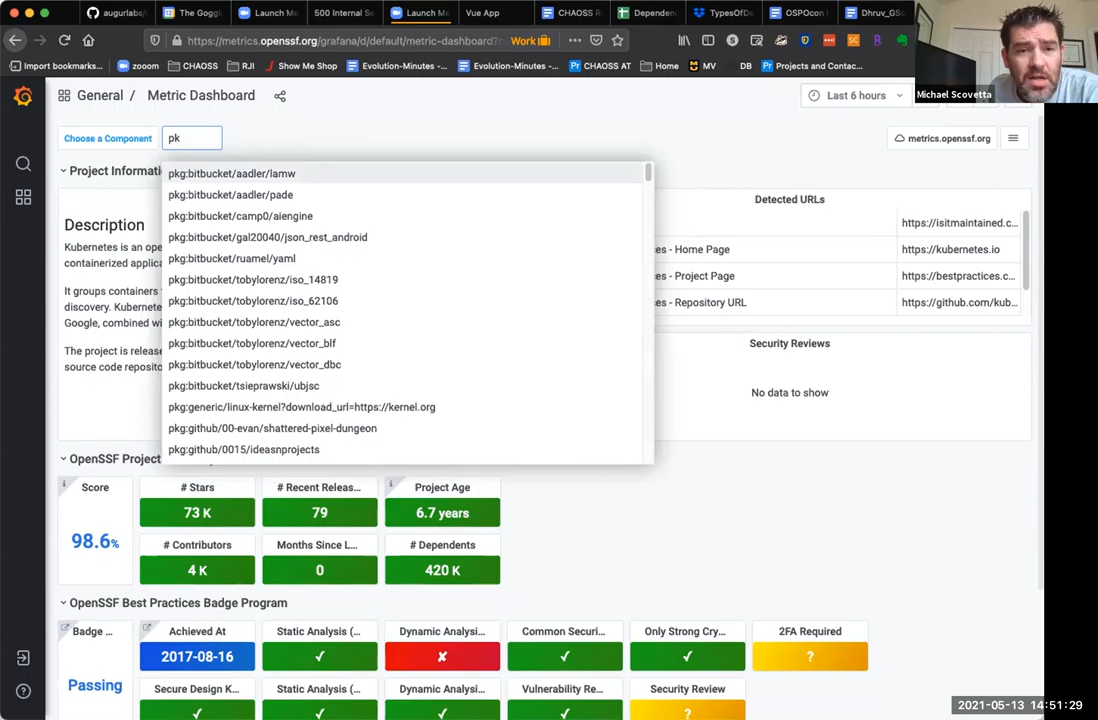 augurlabs/
The Goggl
Launch Me
500 Internal Se
Launch Me
Vue App
CHAOSS R
Dependen
TypesOfDe
OSPOcon
Dhruv_GSo
https://metrics.openssf.org/grafana/d/default/metric-dashboard?
Work
Import bookmarks...
zooom
CHAOSS
RJI
Show Me Shop
Evolution-Minutes -...
Evolution-Minutes -...
CHAOSS AT
Home
MV
DB
Projects and Contac...
Michael Scovetta
General / Metric Dashboard
Last 6 hours
Choose a Component
pk
metrics.openssf.org
Project Informati
pkg:bitbucket/aadler/lamw
pkg:bitbucket/aadler/pade
pkg:bitbucket/camp0/aiengine
pkg:bitbucket/gal20040/json_rest_android
pkg:bitbucket/ruamel/yaml
pkg:bitbucket/tobylorenz/iso_14819
pkg:bitbucket/tobylorenz/iso_62106
pkg:bitbucket/tobylorenz/vector_asc
pkg:bitbucket/tobylorenz/vector_blf
pkg:bitbucket/tobylorenz/vector_dbc
pkg:bitbucket/tsieprawski/ubjsc
pkg:generic/linux-kernel?download_url=https://kernel.org
pkg:github/00-evan/shattered-pixel-dungeon
pkg:github/0015/ideasnprojects
Description
Kubernetes is an ope
containerized applica
It groups containers
discovery. Kubernete
Google, combined wi
The project is release
source code reposito
Detected URLs
https://isitmaintained.c...
es - Home Page
https://kubernetes.io
es - Project Page
https://bestpractices.c...
es - Repository URL
https://github.com/kub...
Security Reviews
No data to show
OpenSSF Project
Score
98.6%
# Stars
73 K
# Recent Releas...
79
Project Age
6.7 years
# Contributors
4 K
Months Since L...
0
# Dependents
420 K
OpenSSF Best Practices Badge Program
Badge ...
Passing
Achieved At
2017-08-16
Static Analysis (...
✓
Dynamic Analysi...
✗
Common Securi...
✓
Only Strong Cry...
✓
2FA Required
?
Secure Design K...
✓
Static Analysis (...
✓
Dynamic Analysi...
✓
Vulnerability Re...
✓
Security Review
?
2021-05-13 14:51:29